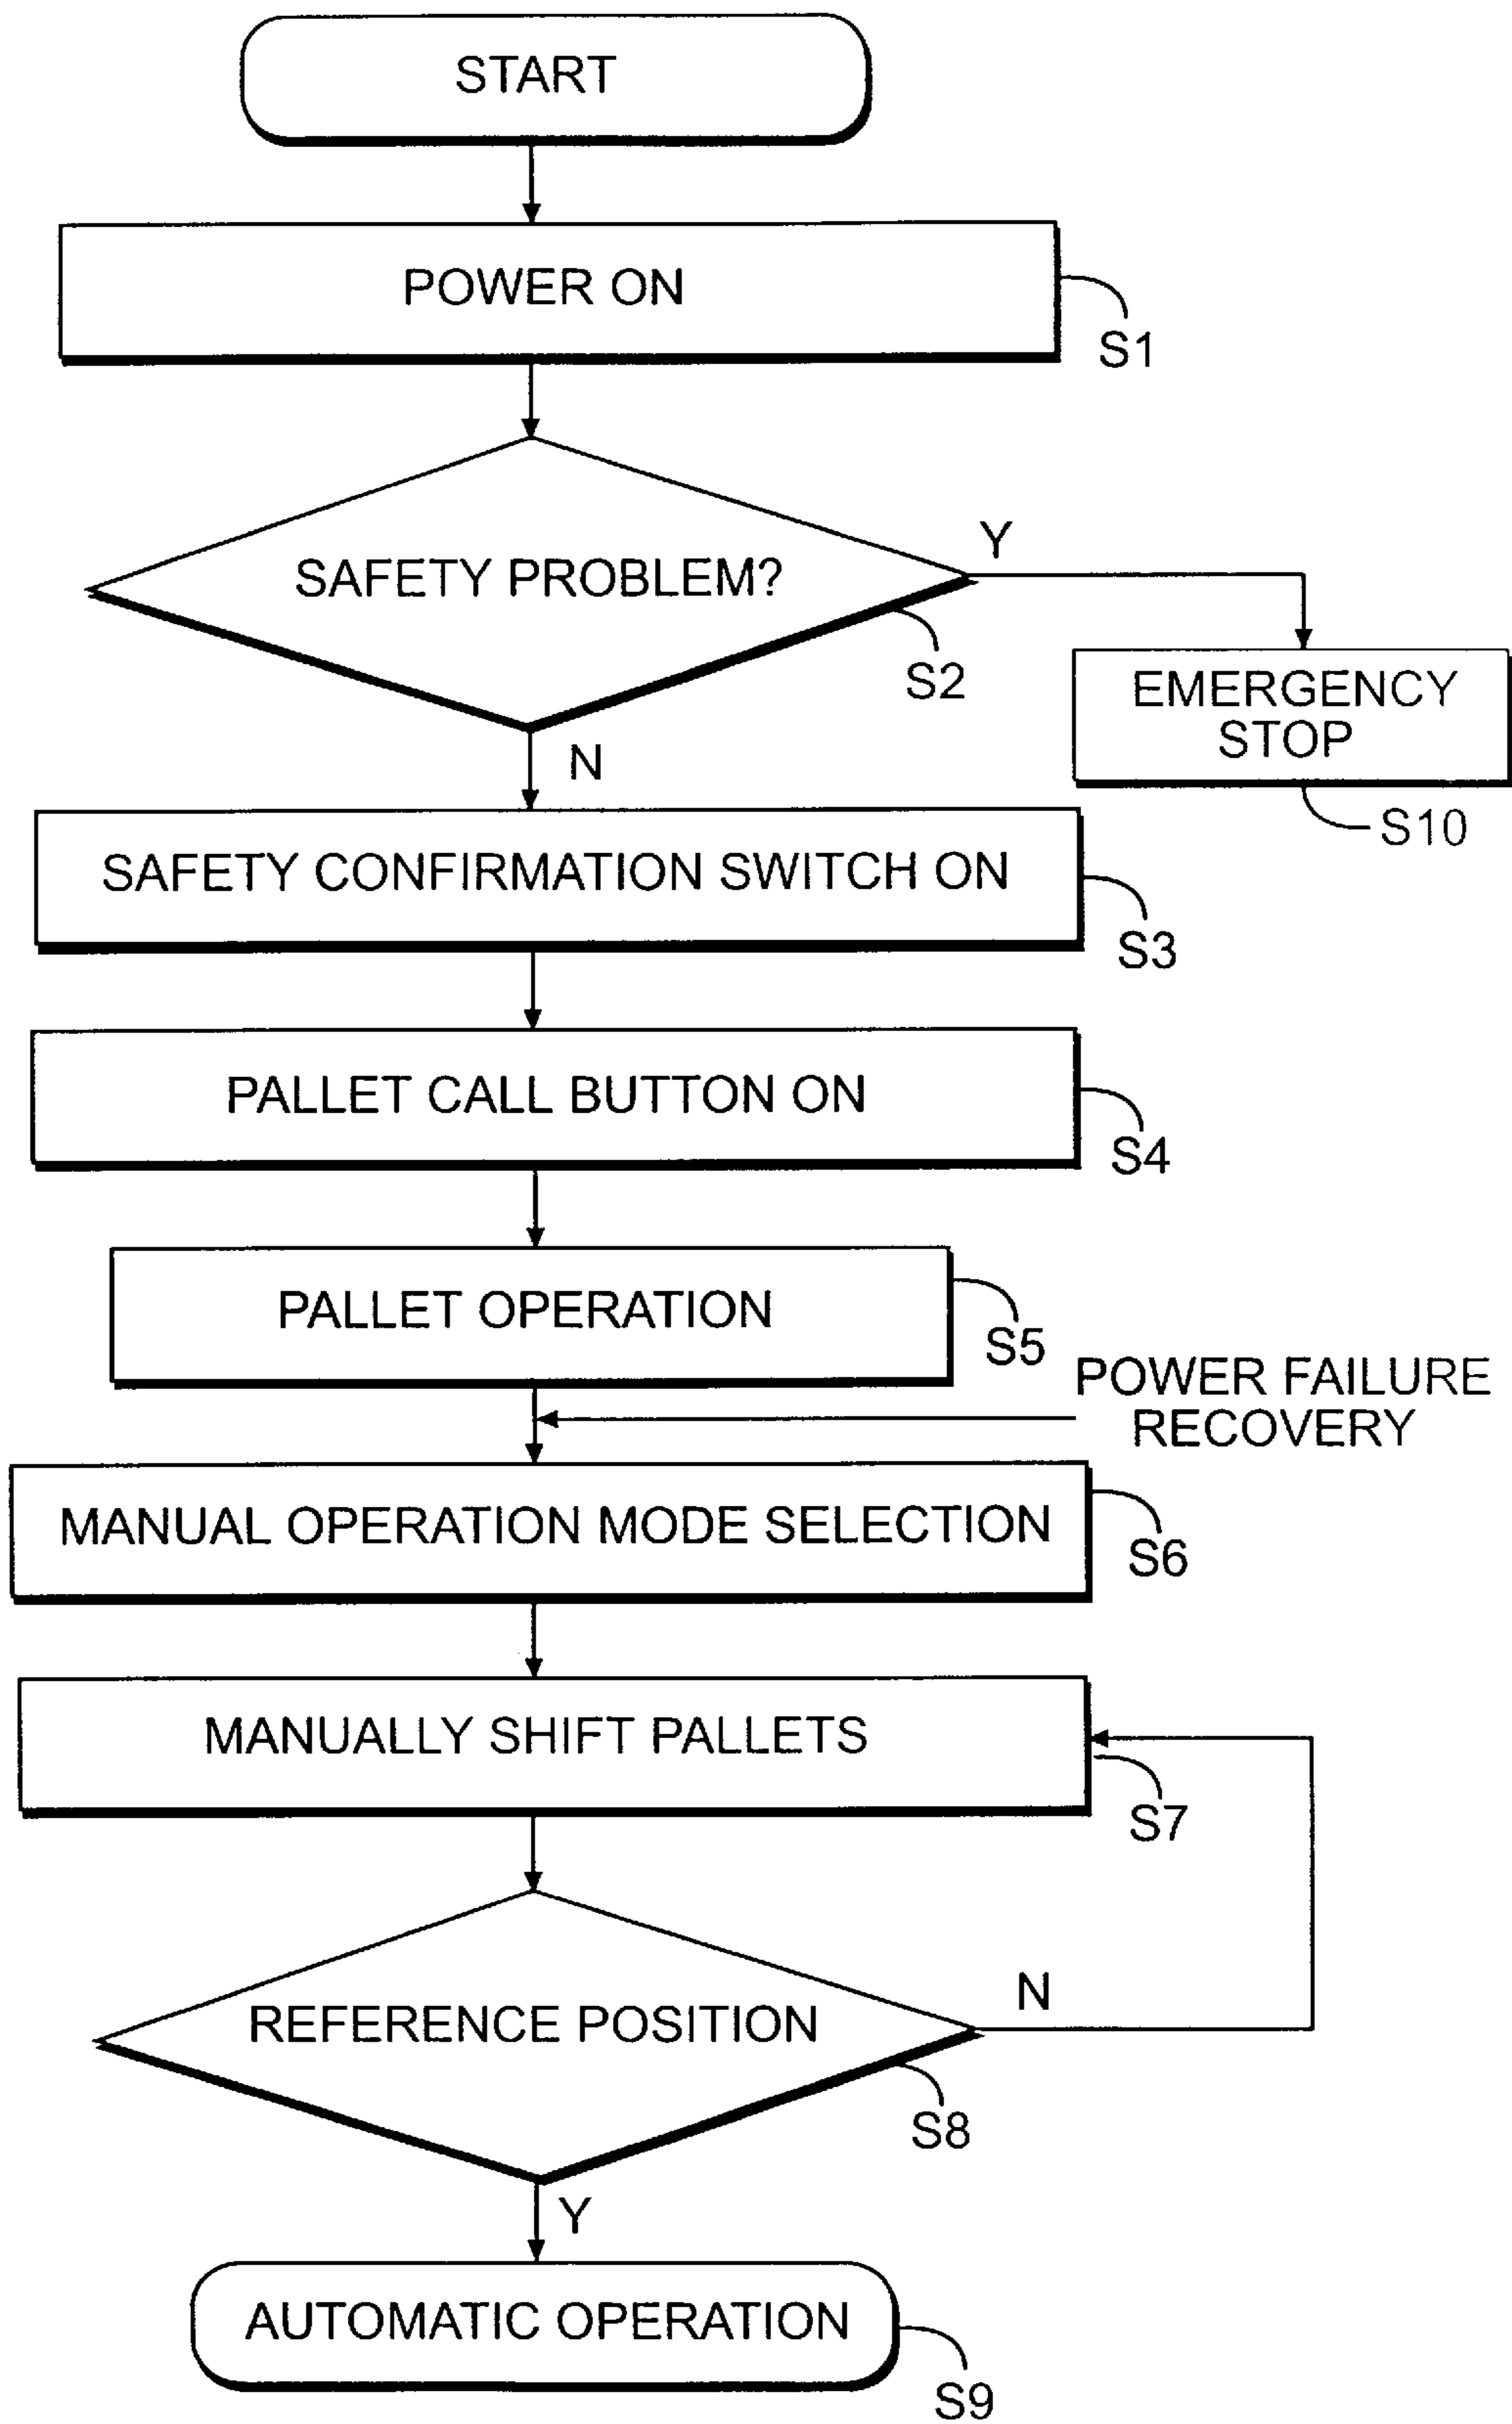 START
POWER ON
S1
SAFETY PROBLEM?
Y
S2
EMERGENCY
STOP
N
S10
SAFETY CONFIRMATION SWITCH ON
S3
PALLET CALL BUTTON ON
S4
PALLET OPERATION
S5
POWER FAILURE
RECOVERY
MANUAL OPERATION MODE SELECTION
S6
MANUALLY SHIFT PALLETS
S7
REFERENCE POSITION
N
S8
Y
AUTOMATIC OPERATION
S9